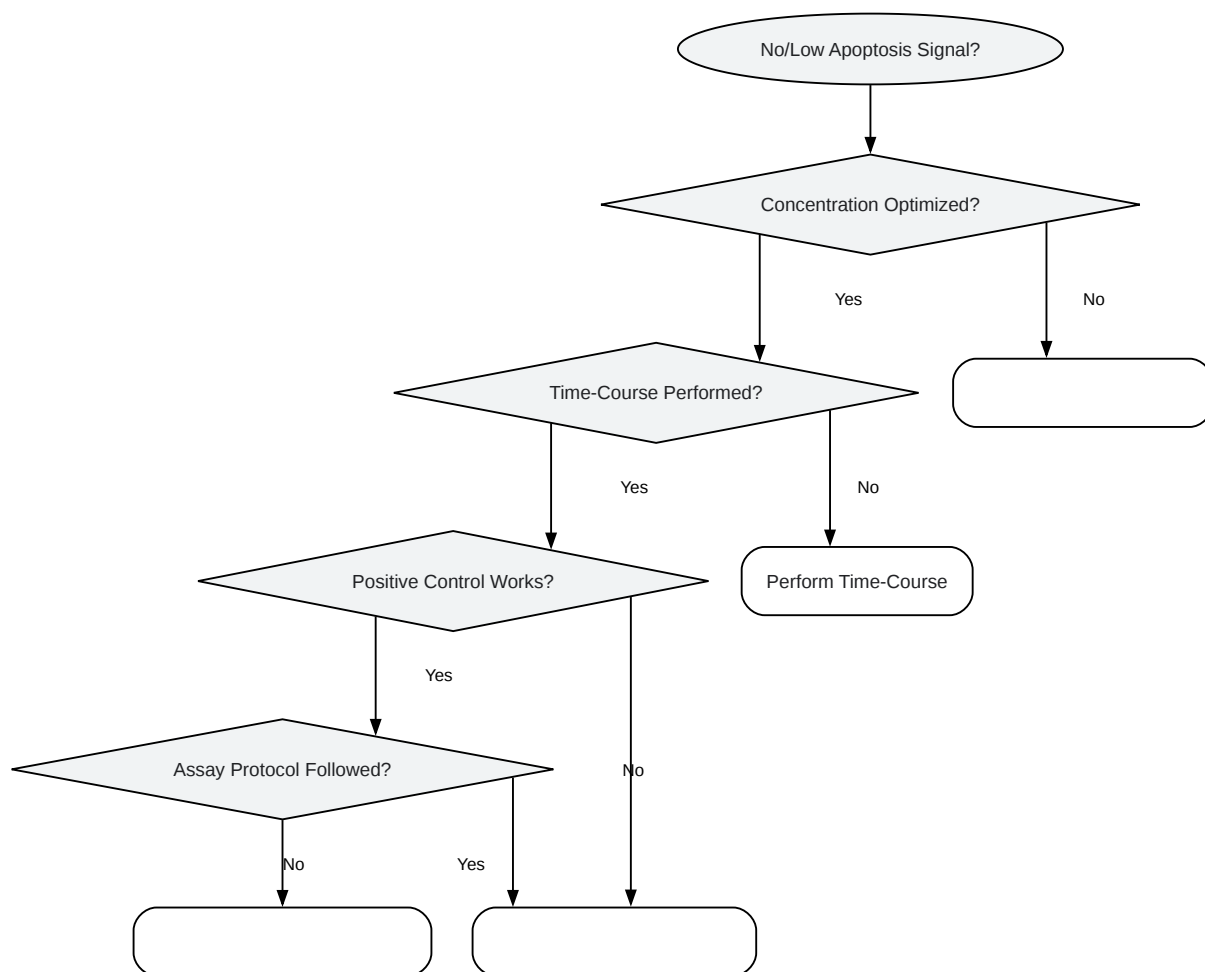 No/Low Apoptosis Signal?
Concentration Optimized?
Yes
No
Time-Course Performed?
Yes
No
Positive Control Works?
Perform Time-Course
Yes
Assay Protocol Followed?
No
No
Yes